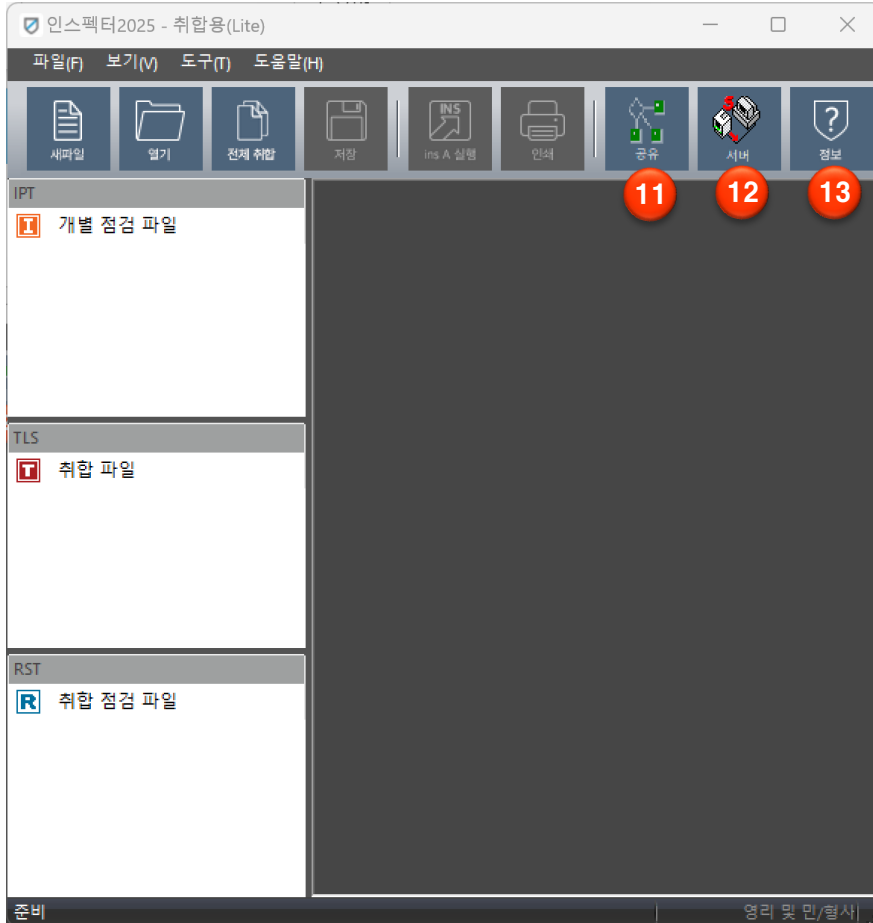 인스펙터2025 - 취합용(Lite)
파일(F) 보기(V) 도구(T) 도움말(H)
새파일 열기 전체 취합 저장 INS ins A 실행 인쇄 공유 서버 정보
11 12 13
IPT
I 개별 점검 파일
TLS
T 취합 파일
RST
R 취합 점검 파일
준비 영리 및 민/형사